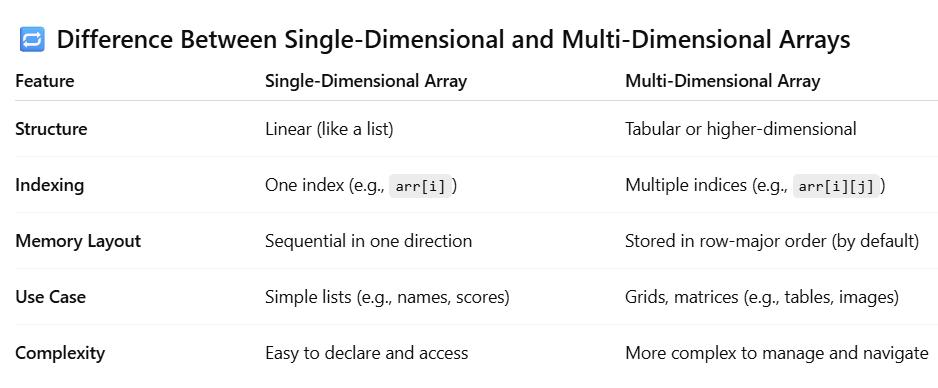 🔁 Difference Between Single-Dimensional and Multi-Dimensional Arrays
Feature Single-Dimensional Array Multi-Dimensional Array
Structure Linear (like a list) Tabular or higher-dimensional
Indexing One index (e.g., arr[i]) Multiple indices (e.g., arr[i][j])
Memory Layout Sequential in one direction Stored in row-major order (by default)
Use Case Simple lists (e.g., names, scores) Grids, matrices (e.g., tables, images)
Complexity Easy to declare and access More complex to manage and navigate